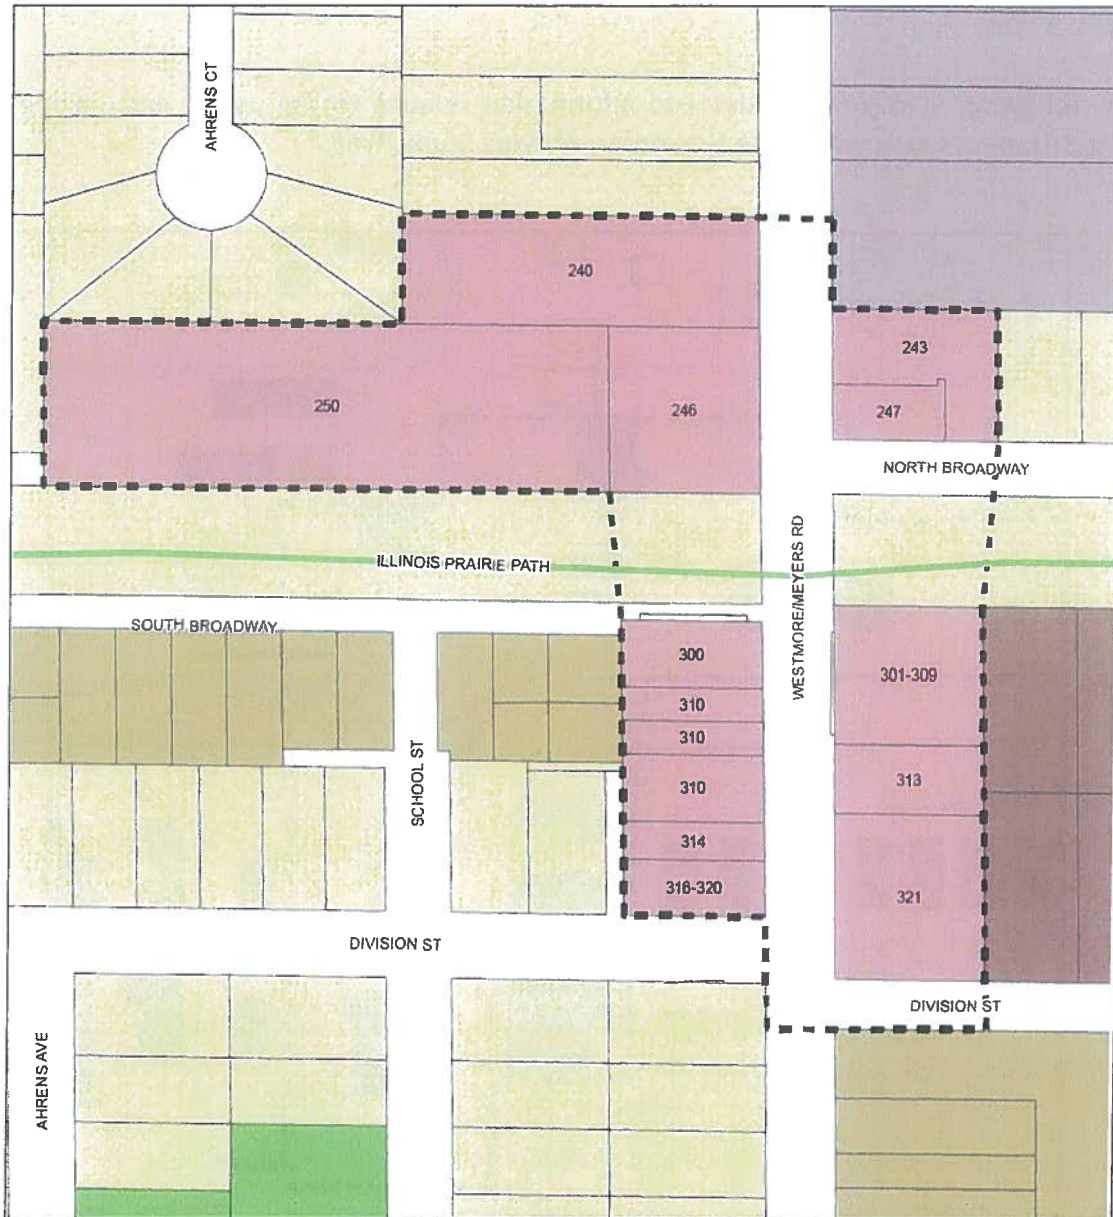 AHRENS CT
240
243
250
246
247
NORTH BROADWAY
WESTMORE/MEYERS RD
ILLINOIS PRAIRIE PATH
SOUTH BROADWAY
300
301-309
310
310
SCHOOL ST
313
310
314
316-320
321
DIVISION ST
DIVISION ST
AHRENS AVE